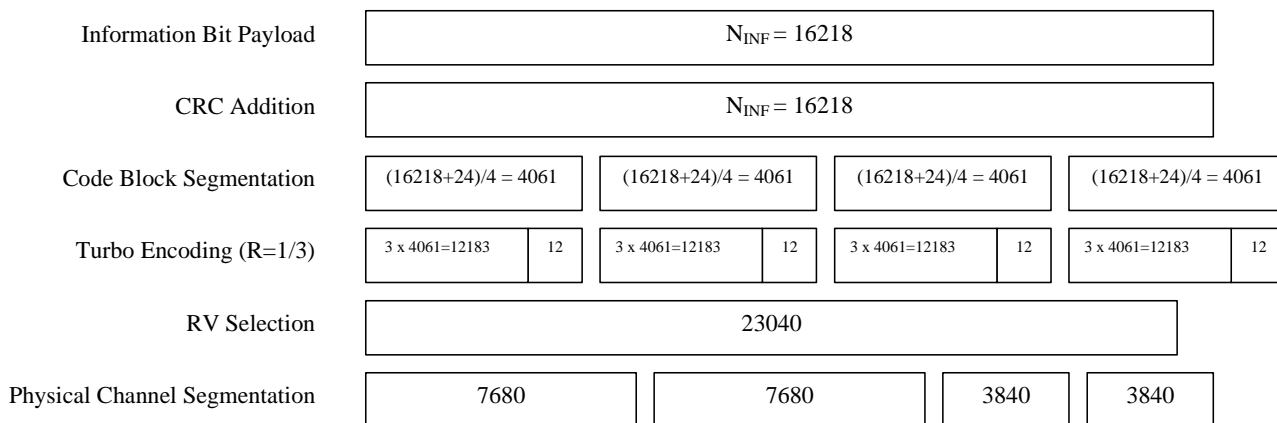 Information Bit Payload
N_INF = 16218
CRC Addition
N_INF = 16218
Code Block Segmentation
(16218+24)/4 = 4061
(16218+24)/4 = 4061
(16218+24)/4 = 4061
(16218+24)/4 = 4061
Turbo Encoding (R=1/3)
3 x 4061=12183
12
3 x 4061=12183
12
3 x 4061=12183
12
3 x 4061=12183
12
RV Selection
23040
Physical Channel Segmentation
7680
7680
3840
3840